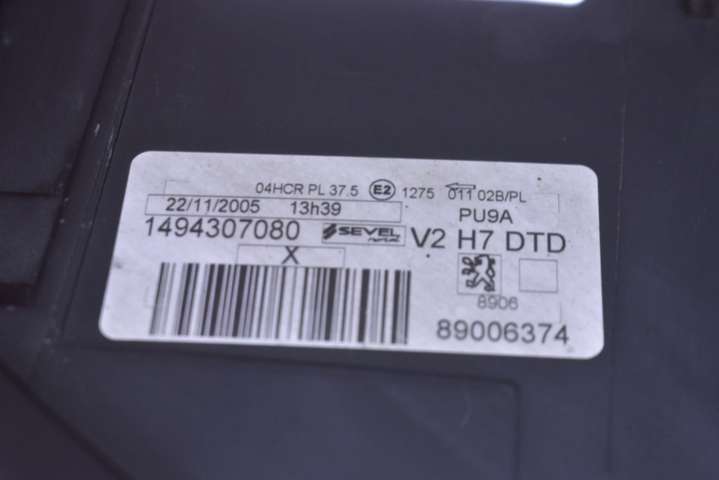 04HCR PL 37.5 E2 1275 011 02B/PL
22/11/2005 13h39 PU9A
1494307080 SEVEL V2 H7 DTD
X
8906
89006374